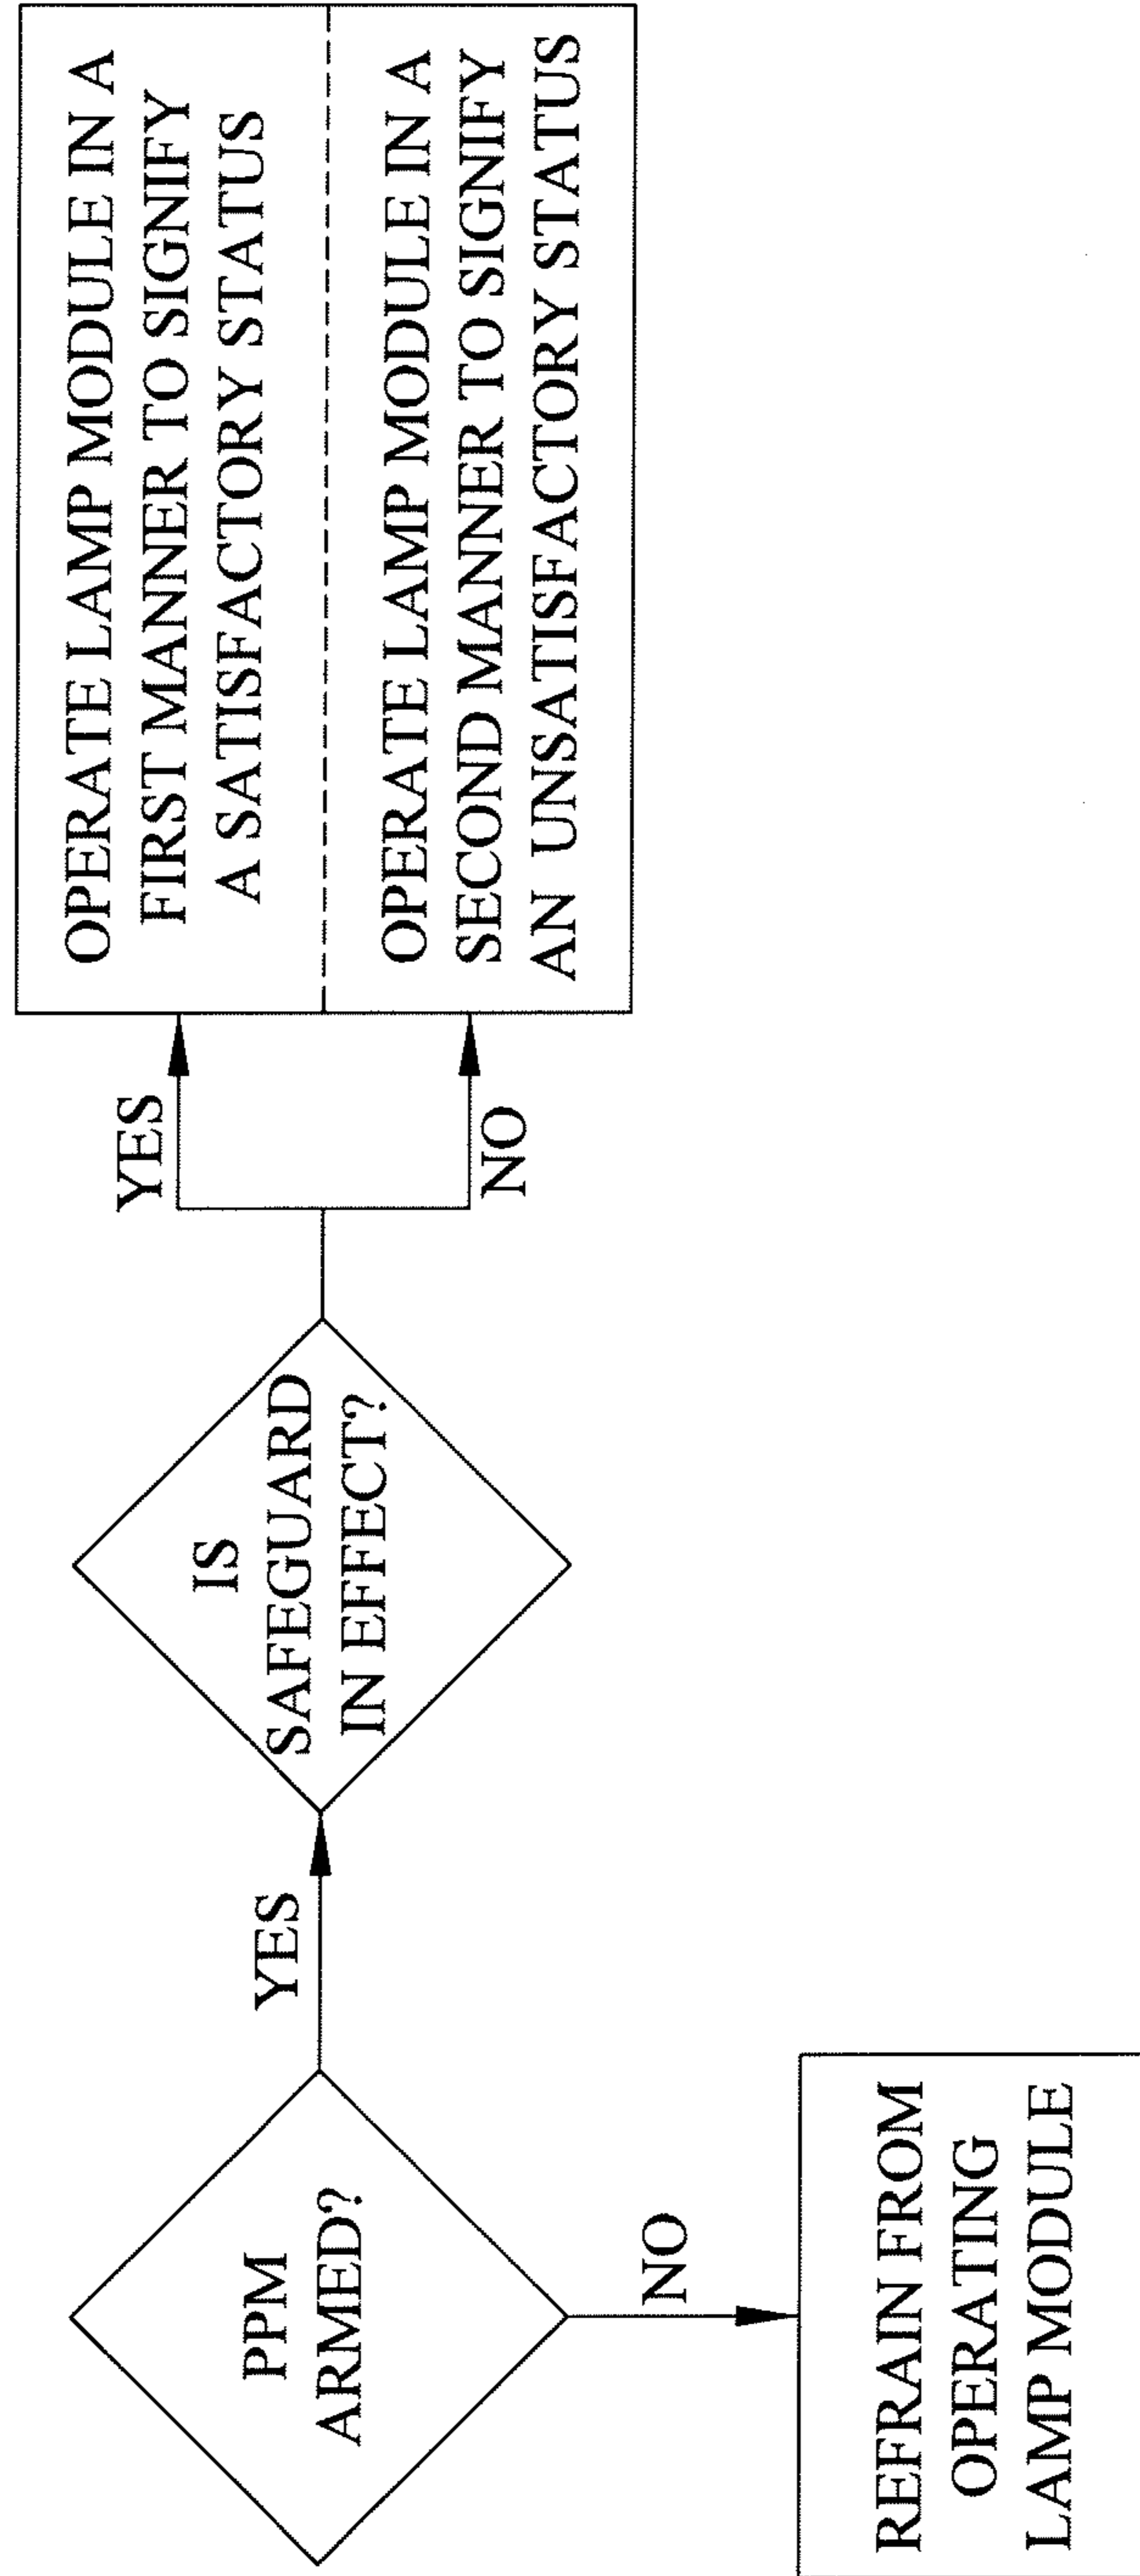 PPM
ARMED?
YES
NO
REFRAIN FROM
OPERATING
LAMP MODULE
IS
SAFEGUARD
IN EFFECT?
YES
NO
OPERATE LAMP MODULE IN A
FIRST MANNER TO SIGNIFY
A SATISFACTORY STATUS
OPERATE LAMP MODULE IN A
SECOND MANNER TO SIGNIFY
AN UNSATISFACTORY STATUS